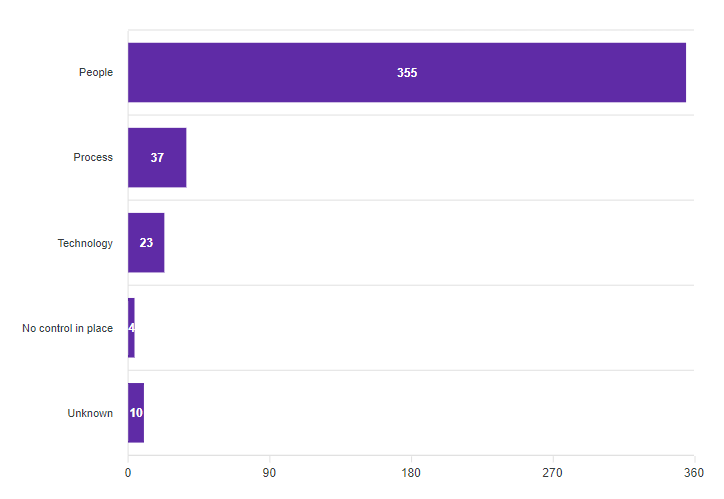 People
355
Process
37
Technology
23
No control in place
4
Unknown
10
0 90 180 270 360